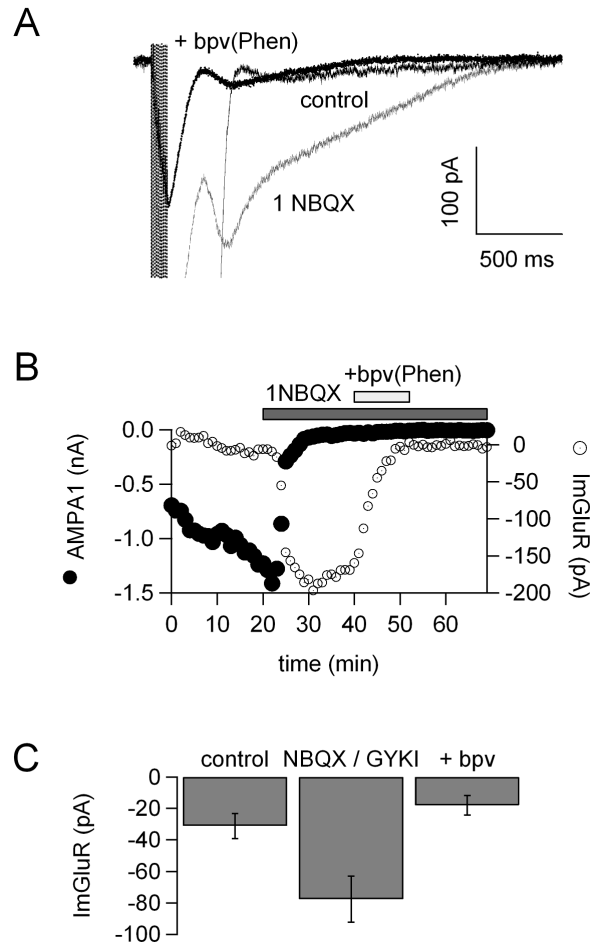 A
+ bpv(Phen)
control
1 NBQX
100 pA
500 ms
B
+bpv(Phen)
1NBQX
0.0
-0.5
-1.0
-1.5
AMPA1 (nA)
0
-50
-100
-150
-200
ImGluR (pA)
0 10 20 30 40 50 60
time (min)
C
control NBQX / GYKI + bpv
0
-20
-40
-60
-80
-100
ImGluR (pA)